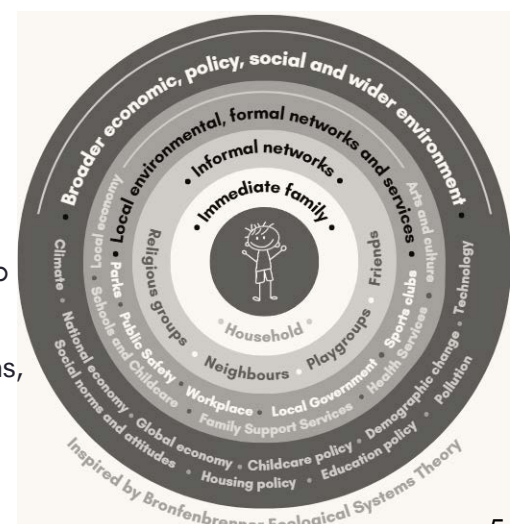 Broader economic, policy, social and wider environment
Local environmental, formal networks and services
Informal networks
Immediate family
Household
Religious groups
Neighbours
Playgroups
Friends
Local economy
Parks • Public Safety • Workplace • Local Government • Sports clubs
Schools and Childcare • Family Support Services • Health Services •
Arts and culture
Climate • National economy • Global economy • Childcare policy • Demographic change • Technology
Social norms and attitudes • Housing policy • Education policy • Pollution
Inspired by Bronfenbrenner Ecological Systems Theory
5